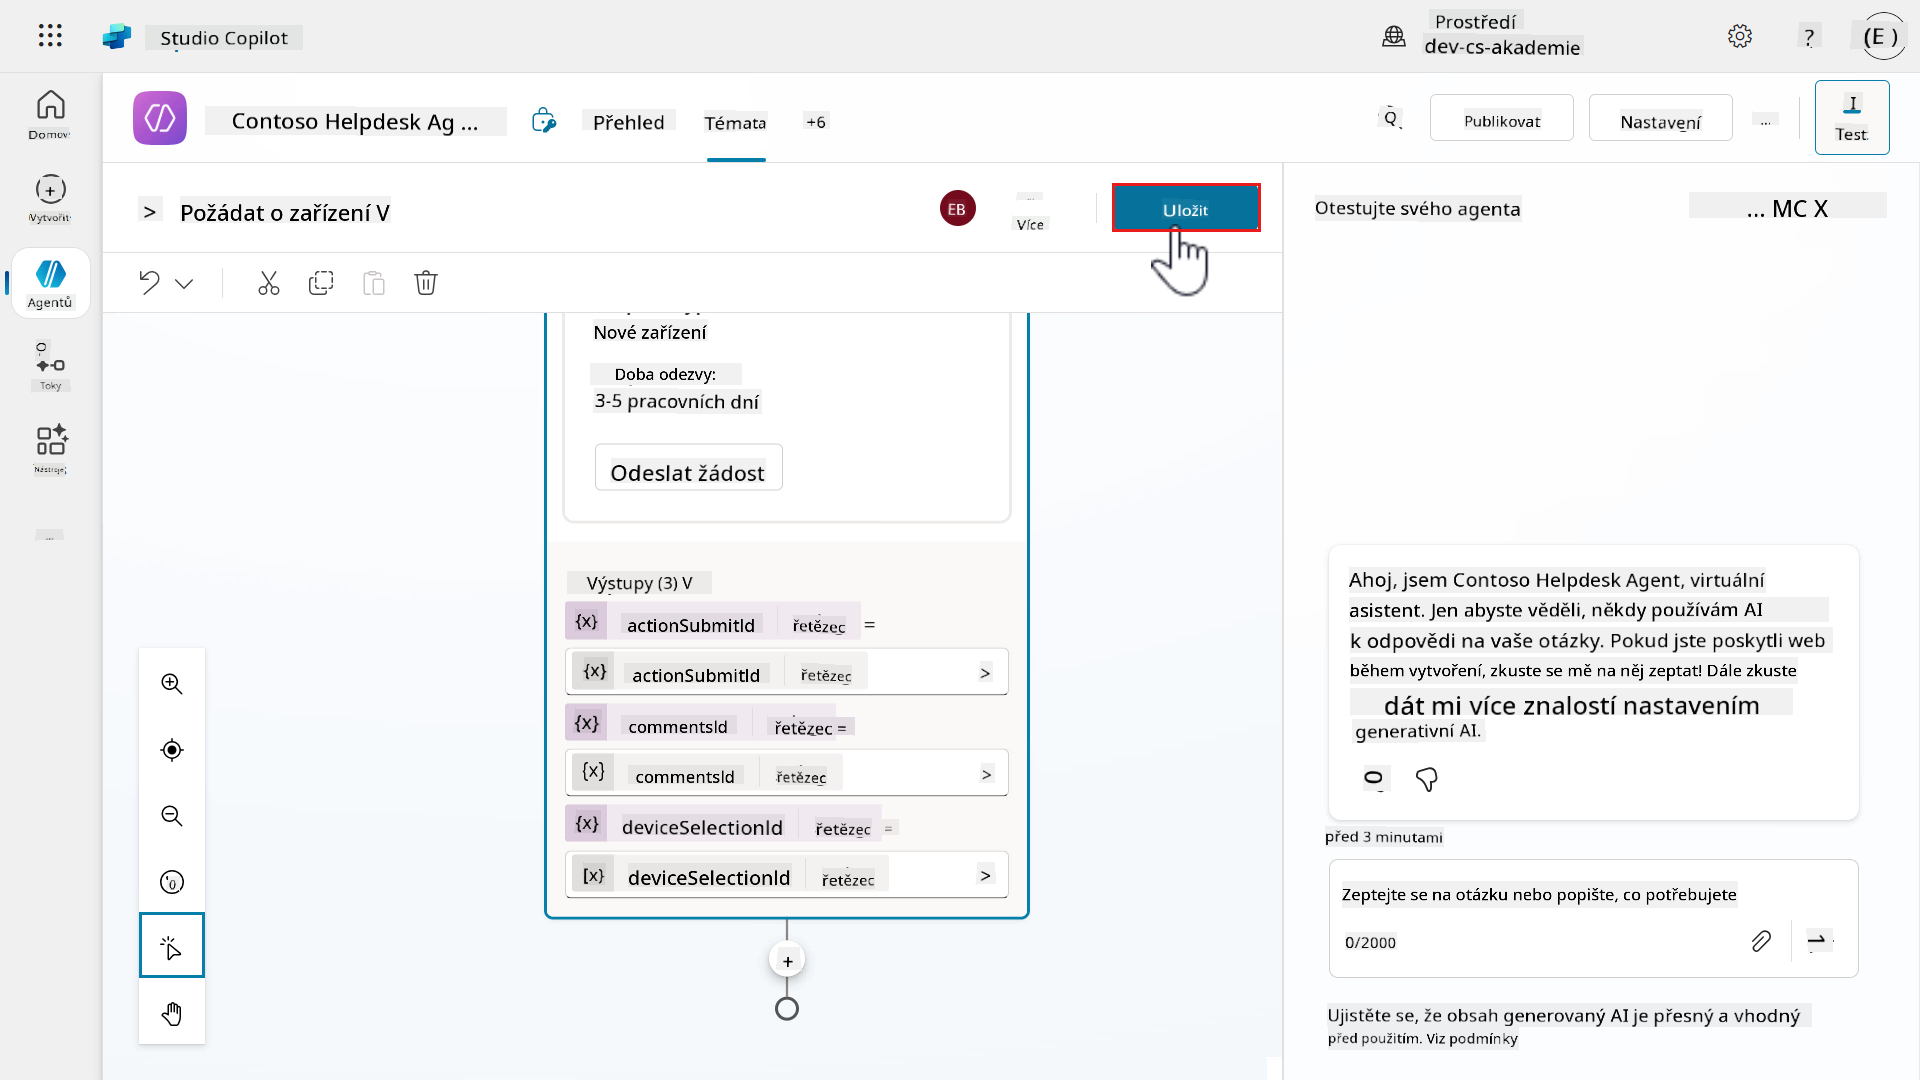 Studio Copilot
Prostředí
dev-cs-akademie
?
(E )
Domov
Vytvořit
Agentů
Toky
Nástroje
Contoso Helpdesk Ag ...
Přehled
Témata
+6
Publikovat
Nastavení
...
Test
> Požádat o zařízení V
EB
Více
Uložit
Nové zařízení
Doba odezvy:
3-5 pracovních dní
Odeslat žádost
Výstupy (3) V
{x} actionSubmitId řetězec =
{x} actionSubmitId řetězec >
{x} commentsId řetězec =
{x} commentsId řetězec >
{x} deviceSelectionId řetězec =
[x} deviceSelectionId řetězec >
+
Otestujte svého agenta
... MC X
Ahoj, jsem Contoso Helpdesk Agent, virtuální
asistent. Jen abyste věděli, někdy používám AI
k odpovědi na vaše otázky. Pokud jste poskytli web
během vytvoření, zkuste se mě na něj zeptat! Dále zkuste
dát mi více znalostí nastavením
generativní AI.
před 3 minutami
Zeptejte se na otázku nebo popište, co potřebujete
0/2000
Ujistěte se, že obsah generovaný AI je přesný a vhodný
před použitím. Viz podmínky